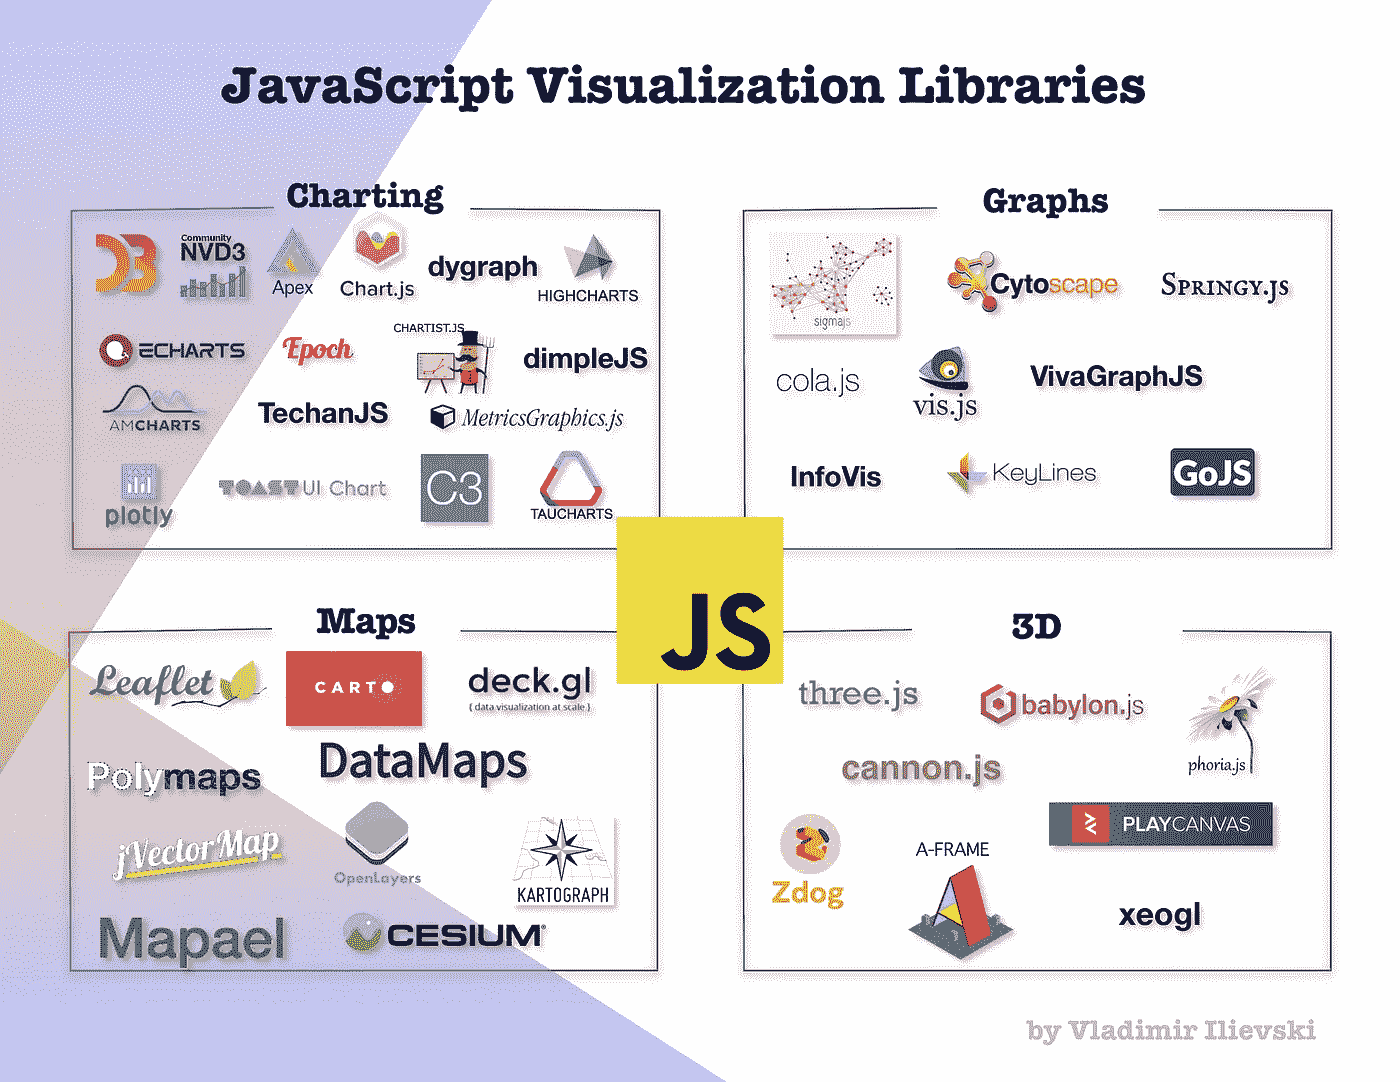 JavaScript Visualization Libraries
Charting
D3
Community
NVD3
Apex
Chart.js
dygraph
HIGHCHARTS
ECHARTS
Epoch
CHARTIST.JS
dimpleJS
AMCHARTS
TechanJS
MetricsGraphics.js
plotly
TOAST UI Chart
C3
TAUCHARTS
Graphs
sigmajs
Cytoscape
SPRINGY.JS
cola.js
vis.js
VivaGraphJS
InfoVis
KeyLines
GoJS
JS
Maps
Leaflet
CARTO
deck.gl
( data visualization at scale )
Polymaps
DataMaps
jVectorMap
OpenLayers
KARTOGRAPH
Mapael
CESIUM®
3D
three.js
babylon.js
phoria.js
cannon.js
Zdog
A-FRAME
PLAYCANVAS
xeogl
by Vladimir Ilievski